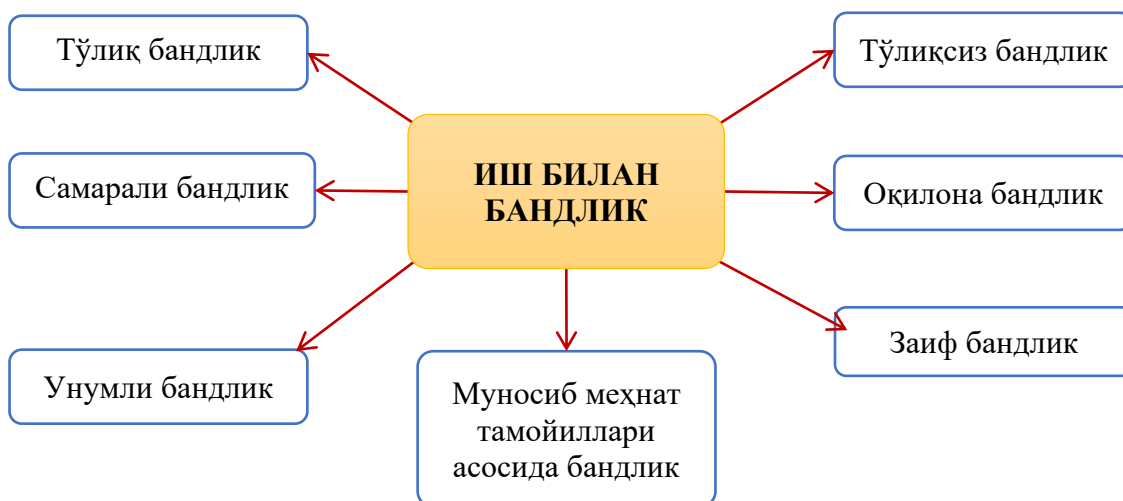 Тўлиқ бандлик
Тўлиқсиз бандлик
ИШ БИЛАН
БАНДЛИК
Самарали бандлик
Оқилона бандлик
Унумли бандлик
Муносиб меҳнат
тамойиллари
асосида бандлик
Заиф бандлик